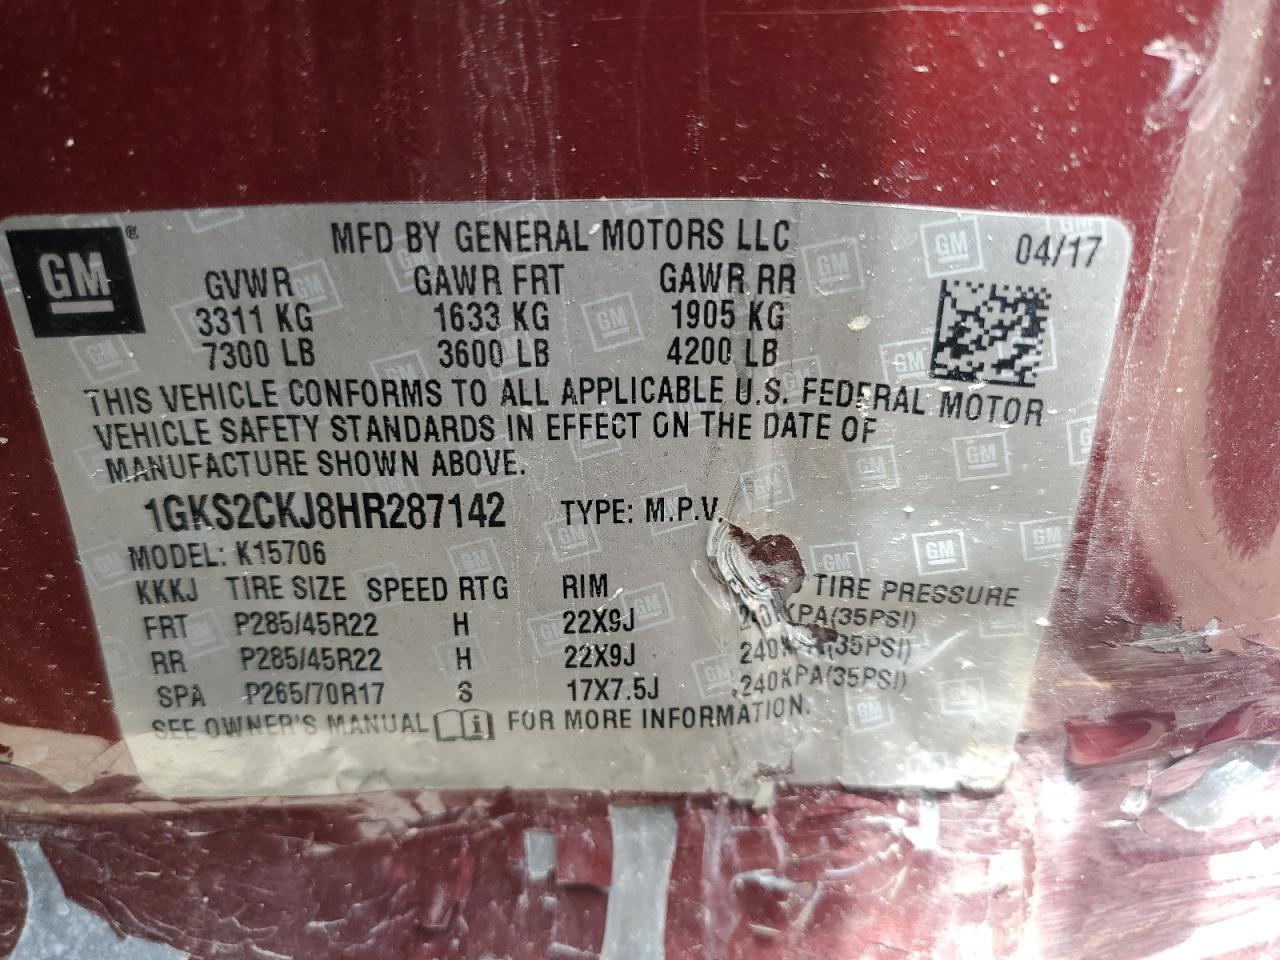 GM ®
MFD BY GENERAL MOTORS LLC
04/17
GVWR GAWR FRT GAWR RR
3311 KG 1633 KG 1905 KG
7300 LB 3600 LB 4200 LB
THIS VEHICLE CONFORMS TO ALL APPLICABLE U.S. FEDERAL MOTOR
VEHICLE SAFETY STANDARDS IN EFFECT ON THE DATE OF
MANUFACTURE SHOWN ABOVE.
1GKS2CKJ8HR287142 TYPE: M.P.V.
MODEL: K15706
KKKJ TIRE SIZE SPEED RTG RIM TIRE PRESSURE
FRT P285/45R22 H 22X9J 240KPA(35PSI)
RR P285/45R22 H 22X9J 240KPA(35PSI)
SPA P265/70R17 S 17X7.5J 240KPA(35PSI)
SEE OWNER'S MANUAL FOR MORE INFORMATION.